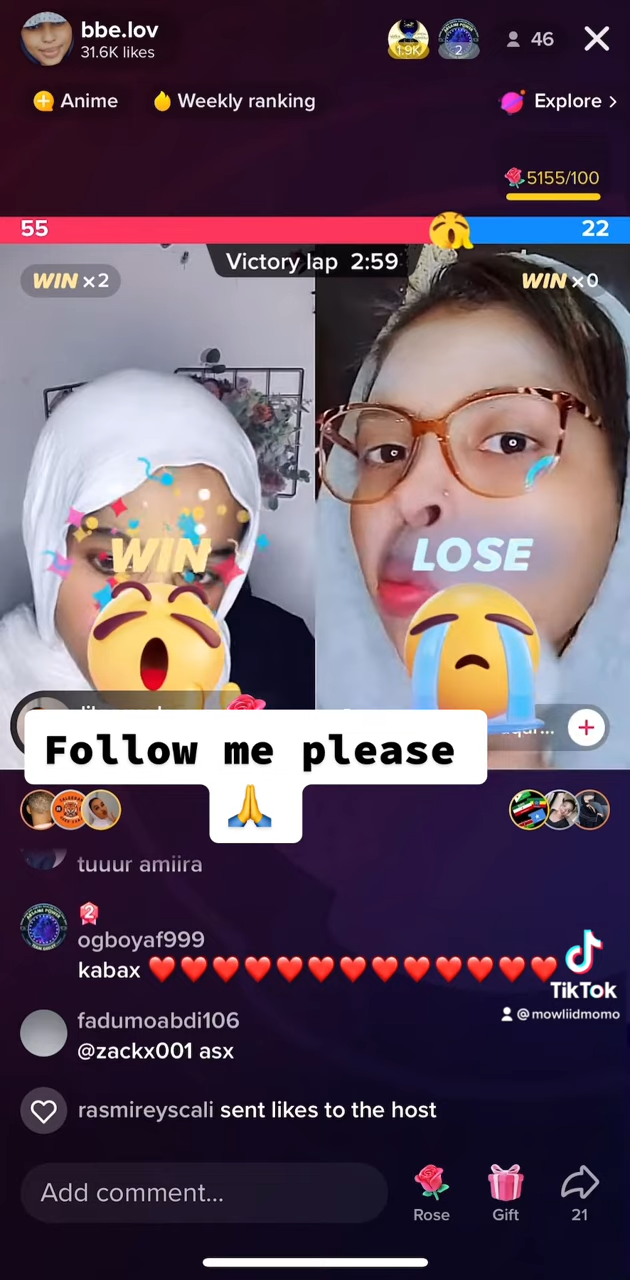 bbe.lov
31.6K likes
1.9K
2
46
Anime
Weekly ranking
Explore >
5155/100
55
22
Victory lap 2:59
WIN x2
WIN x0
WIN
LOSE
Follow me please
🙏
tuuur amiira
2
ogboyaf999
kabax ❤️❤️❤️❤️❤️❤️❤️❤️❤️❤️❤️❤️❤️
TikTok
@mowliidmomo
fadumoabdi106
@zackx001 asx
rasmireyscali sent likes to the host
Add comment...
Rose
Gift
21